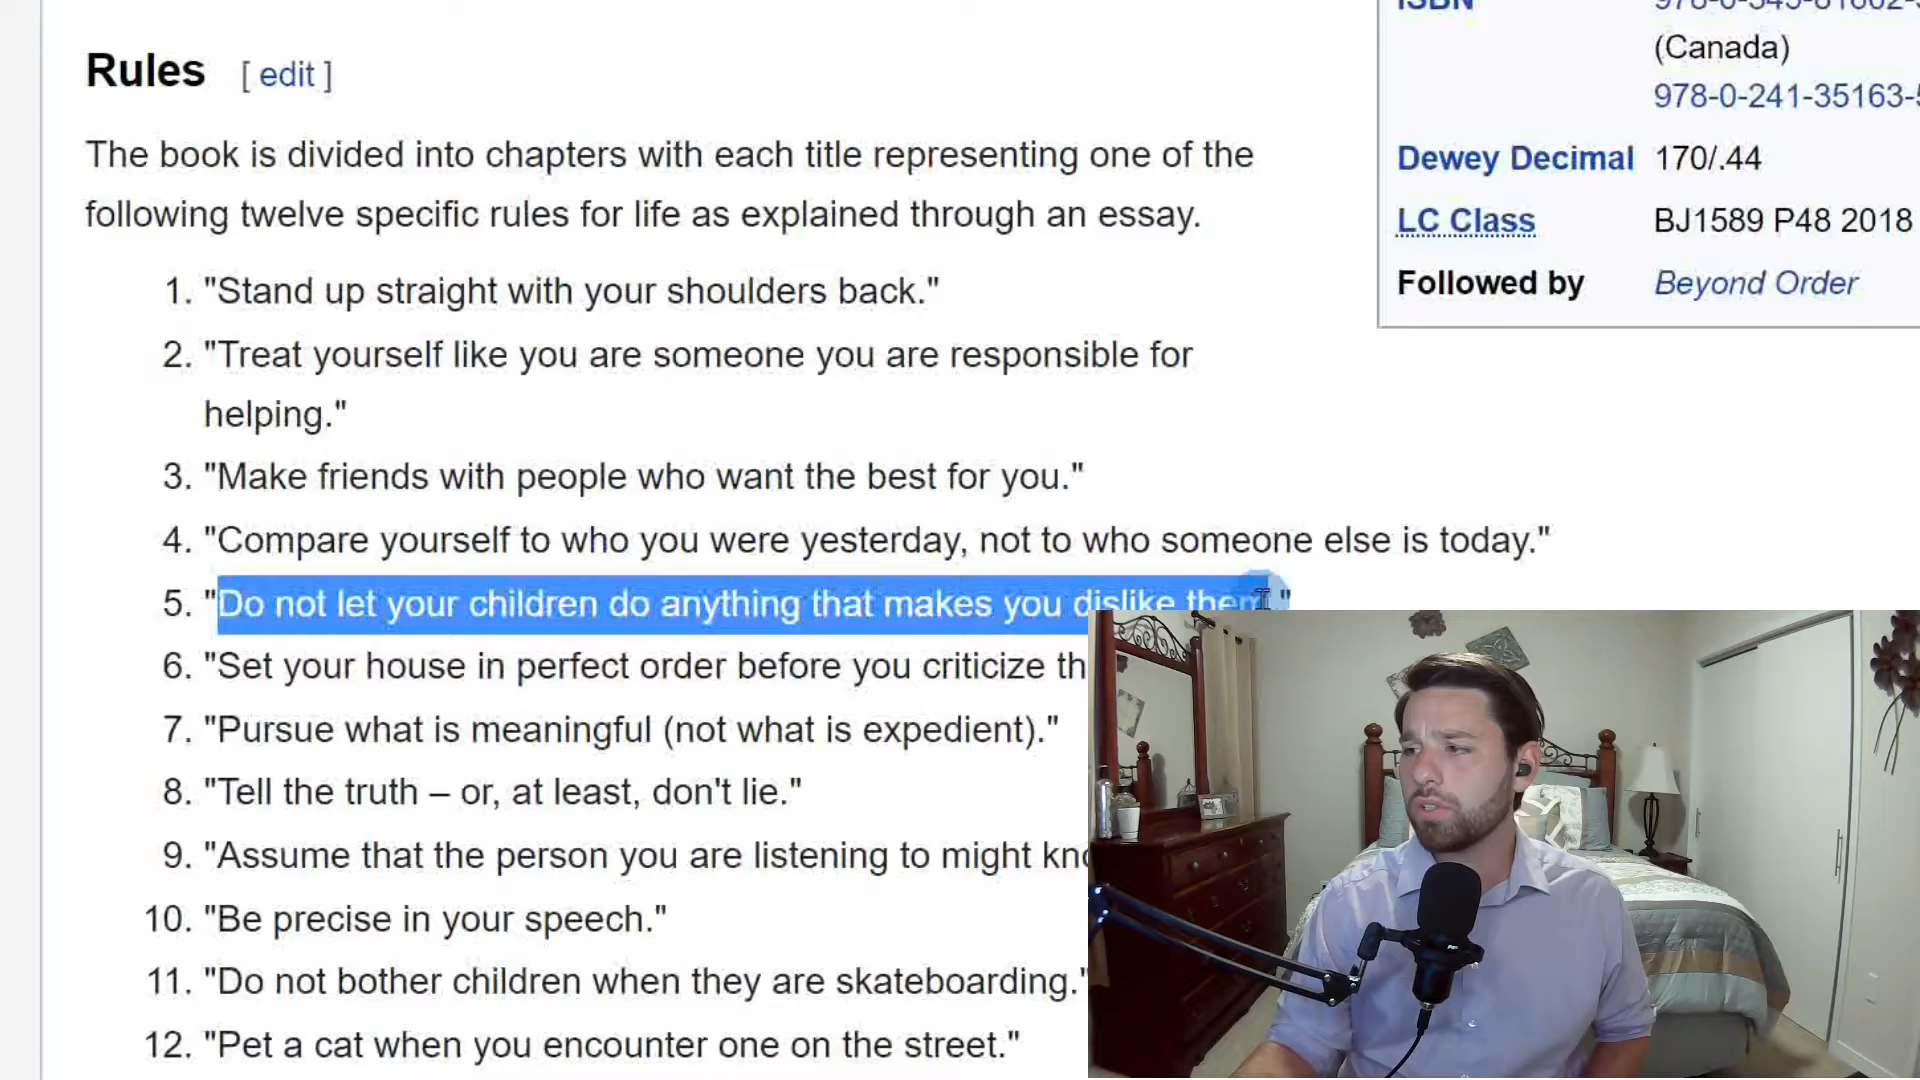 Rules [ edit ]
The book is divided into chapters with each title representing one of the
following twelve specific rules for life as explained through an essay.
1. "Stand up straight with your shoulders back."
2. "Treat yourself like you are someone you are responsible for
helping."
3. "Make friends with people who want the best for you."
4. "Compare yourself to who you were yesterday, not to who someone else is today."
5. "Do not let your children do anything that makes you dislike them."
6. "Set your house in perfect order before you criticize
7. "Pursue what is meaningful (not what is expedient)."
8. "Tell the truth – or, at least, don't lie."
9. "Assume that the person you are listening to might
10. "Be precise in your speech."
11. "Do not bother children when they are skateboarding."
12. "Pet a cat when you encounter one on the street."
ISBN
(Canada)
978-0-241-35163-
Dewey Decimal 170/.44
LC Class BJ1589 P48 2018
Followed by Beyond Order